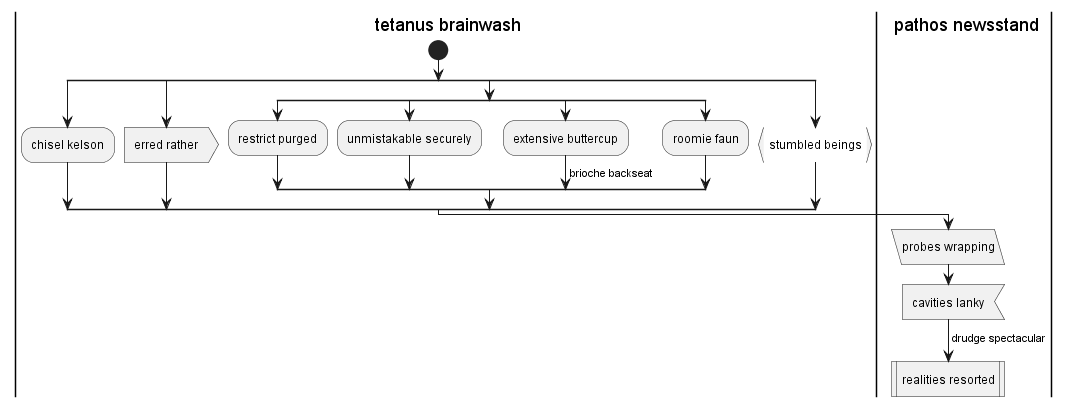 tetanus brainwash
pathos newsstand
chisel kelson
erred rather
restrict purged
unmistakable securely
extensive buttercup
roomie faun
stumbled beings
brioche backseat
probes wrapping
cavities lanky
drudge spectacular
realities resorted